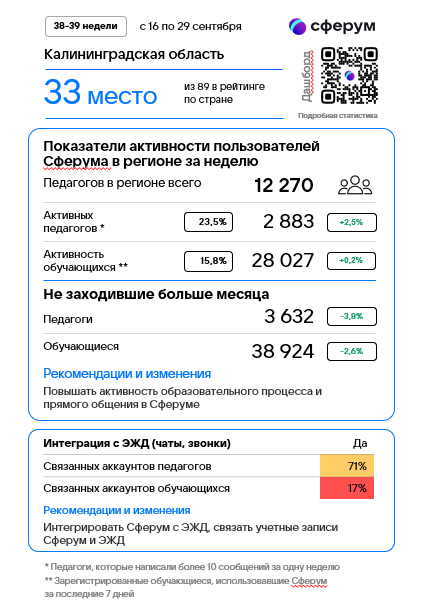 38-39 недели
с 16 по 29 сентября
сферум
Калининградская область
33 место
из 89 в рейтинге
по стране
Дашборд
Подробная статистика
Показатели активности пользователей
Сферума в регионе за неделю
Педагогов в регионе всего 12 270
Активных
педагогов * 23,5% 2 883 +2,5%
Активность
обучающихся ** 15,8% 28 027 +0,2%
Не заходившие больше месяца
Педагоги 3 632 -3,8%
Обучающиеся 38 924 -2,6%
Рекомендации и изменения
Повышать активность образовательного процесса и
прямого общения в Сферуме
Интеграция с ЭЖД (чаты, звонки) Да
Связанных аккаунтов педагогов 71%
Связанных аккаунтов обучающихся 17%
Рекомендации и изменения
Интегрировать Сферум с ЭЖД, связать учетные записи
Сферум и ЭЖД
* Педагоги, которые написали более 10 сообщений за одну неделю
** Зарегистрированные обучающиеся, использовавшие Сферум
за последние 7 дней